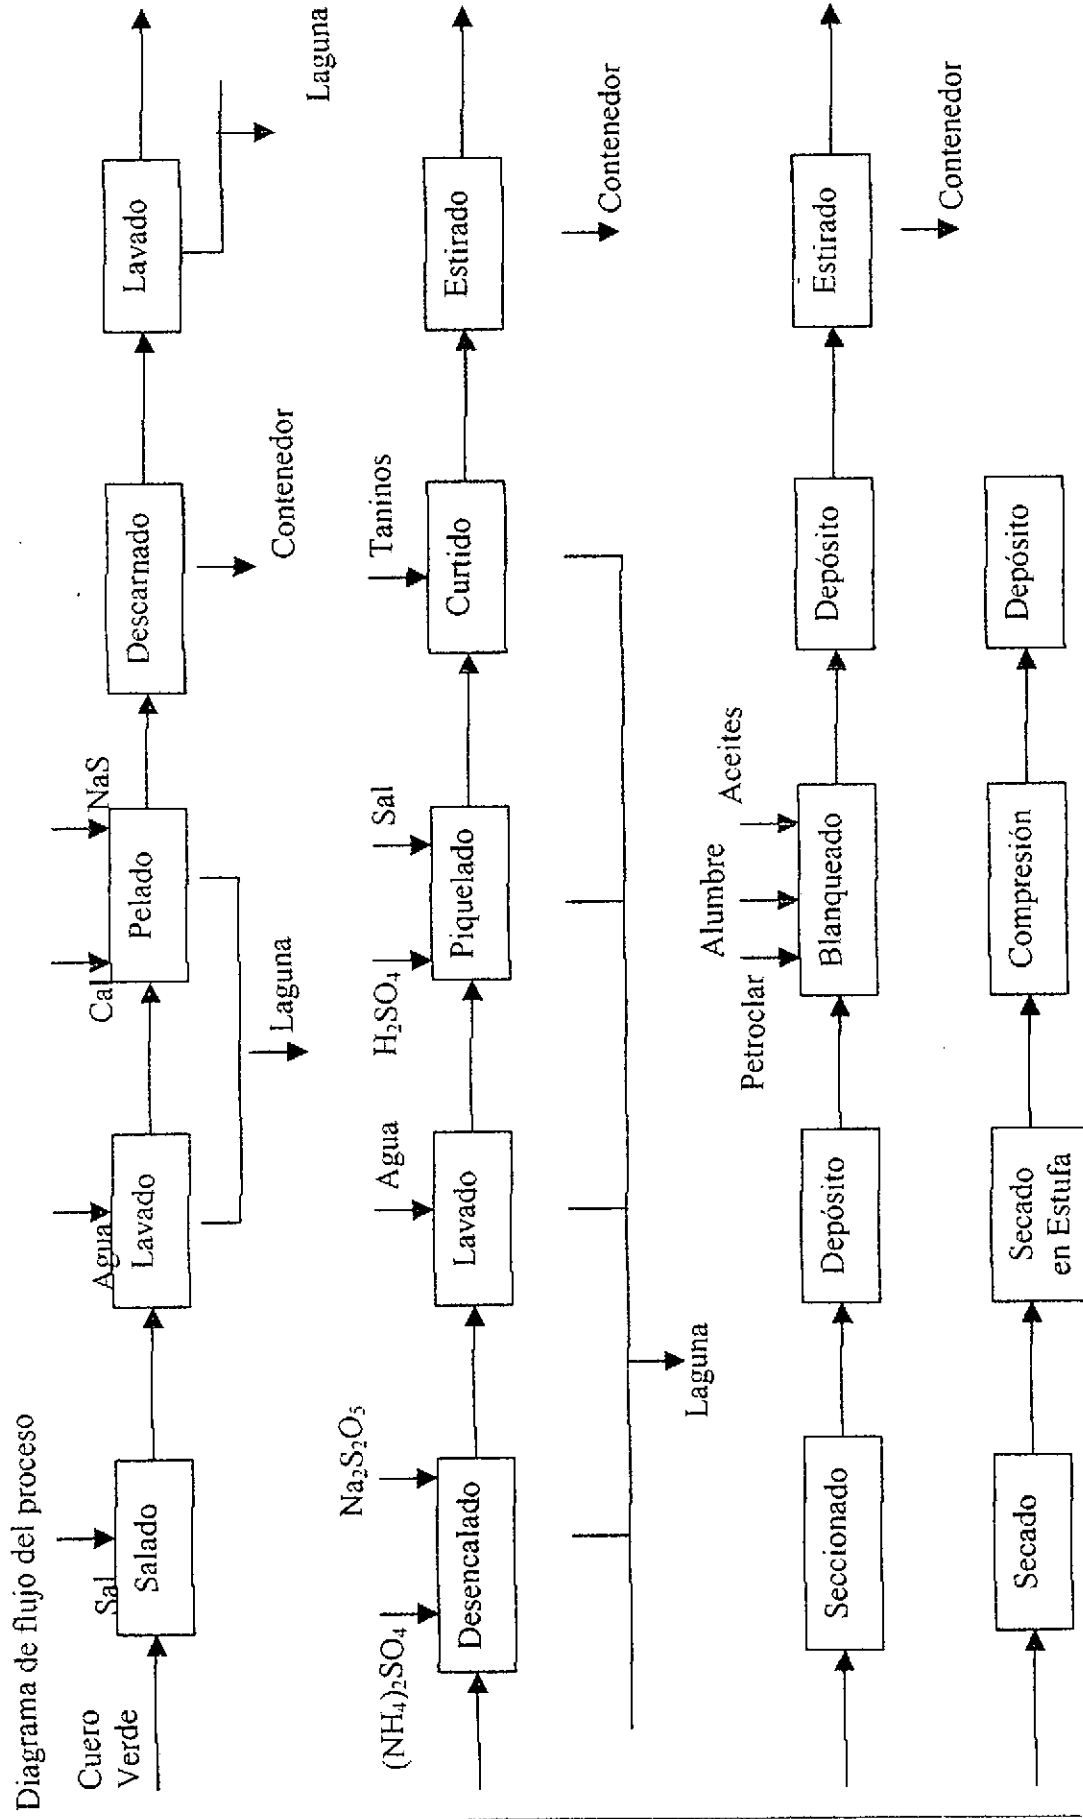 Diagrama de flujo del proceso
Cuero
Verde
Sal
Salado
Agua
Lavado
Cal
NaS
Pelado
Laguna
Descarnado
Contenedor
Lavado
Laguna
(NH₄)₂SO₄
Na₂S₂O₅
Desencalado
Agua
Lavado
H₂SO₄
Sal
Piquelado
Taninos
Curtido
Laguna
Estirado
Contenedor
Seccionado
Depósito
Petroclar
Alumbre
Aceites
Blanqueado
Depósito
Estirado
Contenedor
Secado
Secado
en Estufa
Compresión
Depósito